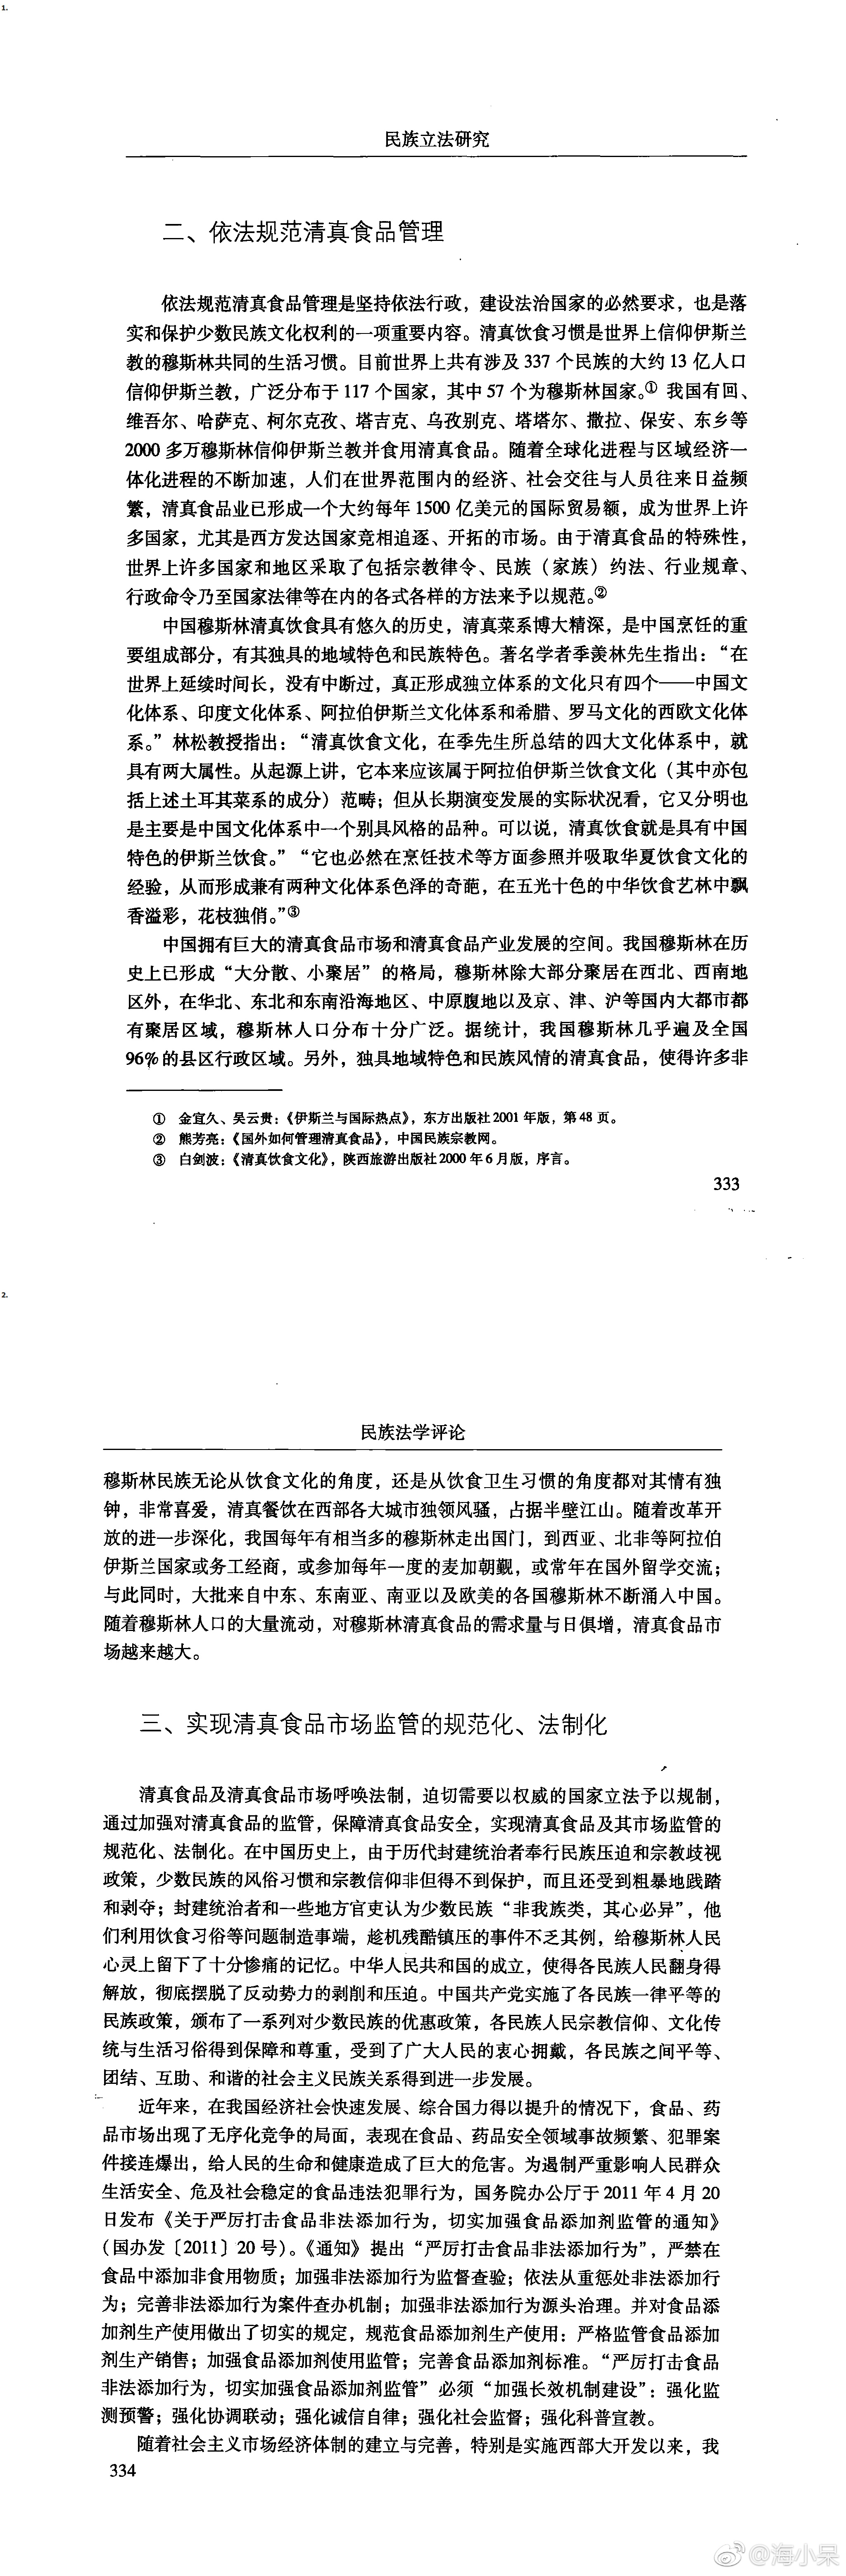 1.
民族立法研究
二、依法规范清真食品管理
依法规范清真食品管理是坚持依法行政，建设法治国家的必然要求，也是落
实和保护少数民族文化权利的一项重要内容。清真饮食习惯是世界上信仰伊斯兰
教的穆斯林共同的生活习惯。目前世界上共有涉及 337 个民族的大约 13 亿人口
信仰伊斯兰教，广泛分布于 117 个国家，其中 57 个为穆斯林国家。① 我国有回、
维吾尔、哈萨克、柯尔克孜、塔吉克、乌孜别克、塔塔尔、撒拉、保安、东乡等
2000 多万穆斯林信仰伊斯兰教并食用清真食品。随着全球化进程与区域经济一
体化进程的不断加速，人们在世界范围内的经济、社会交往与人员往来日益频
繁，清真食品业已形成一个大约每年 1500 亿美元的国际贸易额，成为世界上许
多国家，尤其是西方发达国家竞相追逐、开拓的市场。由于清真食品的特殊性，
世界上许多国家和地区采取了包括宗教律令、民族（家族）约法、行业规章、
行政命令乃至国家法律等在内的各式各样的方法来予以规范。②
中国穆斯林清真饮食具有悠久的历史，清真菜系博大精深，是中国烹饪的重
要组成部分，有其独具的地域特色和民族特色。著名学者季羡林先生指出：“在
世界上延续时间长，没有中断过，真正形成独立体系的文化只有四个——中国文
化体系、印度文化体系、阿拉伯伊斯兰文化体系和希腊、罗马文化的西欧文化体
系。”林松教授指出：“清真饮食文化，在季先生所总结的四大文化体系中，就
具有两大属性。从起源上讲，它本来应该属于阿拉伯伊斯兰饮食文化（其中亦包
括上述土耳其菜系的成分）范畴；但从长期演变发展的实际状况看，它又分明也
是主要是中国文化体系中一个别具风格的品种。可以说，清真饮食就是具有中国
特色的伊斯兰饮食。”“它也必然在烹饪技术等方面参照并吸取华夏饮食文化的
经验，从而形成兼有两种文化体系色泽的奇葩，在五光十色的中华饮食艺林中飘
香溢彩，花枝独俏。”③
中国拥有巨大的清真食品市场和清真食品产业发展的空间。我国穆斯林在历
史上已形成“大分散、小聚居”的格局，穆斯林除大部分聚居在西北、西南地
区外，在华北、东北和东南沿海地区、中原腹地以及京、津、沪等国内大都市都
有聚居区域，穆斯林人口分布十分广泛。据统计，我国穆斯林几乎遍及全国
96%的县区行政区域。另外，独具地域特色和民族风情的清真食品，使得许多非
① 金宜久、吴云贵：《伊斯兰与国际热点》，东方出版社2001 年版，第 48 页。
② 熊芳亮：《国外如何管理清真食品》，中国民族宗教网。
③ 白剑波：《清真饮食文化》，陕西旅游出版社2000 年 6 月版，序言。
333
2.
民族法学评论
穆斯林民族无论从饮食文化的角度，还是从饮食卫生习惯的角度都对其情有独
钟，非常喜爱，清真餐饮在西部各大城市独领风骚，占据半壁江山。随着改革开
放的进一步深化，我国每年有相当多的穆斯林走出国门，到西亚、北非等阿拉伯
伊斯兰国家或务工经商，或参加每年一度的麦加朝觐，或常年在国外留学交流；
与此同时，大批来自中东、东南亚、南亚以及欧美的各国穆斯林不断涌入中国。
随着穆斯林人口的大量流动，对穆斯林清真食品的需求量与日俱增，清真食品市
场越来越大。
三、实现清真食品市场监管的规范化、法制化
清真食品及清真食品市场呼唤法制，迫切需要以权威的国家立法予以规制，
通过加强对清真食品的监管，保障清真食品安全，实现清真食品及其市场监管的
规范化、法制化。在中国历史上，由于历代封建统治者奉行民族压迫和宗教歧视
政策，少数民族的风俗习惯和宗教信仰非但得不到保护，而且还受到粗暴地践踏
和剥夺；封建统治者和一些地方官吏认为少数民族“非我族类，其心必异”，他
们利用饮食习俗等问题制造事端，趁机残酷镇压的事件不乏其例，给穆斯林人民
心灵上留下了十分惨痛的记忆。中华人民共和国的成立，使得各民族人民翻身得
解放，彻底摆脱了反动势力的剥削和压迫。中国共产党实施了各民族一律平等的
民族政策，颁布了一系列对少数民族的优惠政策，各民族人民宗教信仰、文化传
统与生活习俗得到保障和尊重，受到了广大人民的衷心拥戴，各民族之间平等、
团结、互助、和谐的社会主义民族关系得到进一步发展。
近年来，在我国经济社会快速发展、综合国力得以提升的情况下，食品、药
品市场出现了无序化竞争的局面，表现在食品、药品安全领域事故频繁、犯罪案
件接连爆出，给人民的生命和健康造成了巨大的危害。为遏制严重影响人民群众
生活安全、危及社会稳定的食品违法犯罪行为，国务院办公厅于 2011 年 4 月 20
日发布《关于严厉打击食品非法添加行为，切实加强食品添加剂监管的通知》
（国办发〔2011〕20 号）。《通知》提出“严厉打击食品非法添加行为”，严禁在
食品中添加非食用物质；加强非法添加行为监督查验；依法从重惩处非法添加行
为；完善非法添加行为案件查办机制；加强非法添加行为源头治理。并对食品添
加剂生产使用做出了切实的规定，规范食品添加剂生产使用：严格监管食品添加
剂生产销售；加强食品添加剂使用监管；完善食品添加剂标准。“严厉打击食品
非法添加行为，切实加强食品添加剂监管”必须“加强长效机制建设”：强化监
测预警；强化协调联动；强化诚信自律；强化社会监督；强化科普宣教。
随着社会主义市场经济体制的建立与完善，特别是实施西部大开发以来，我
334
@海小呆